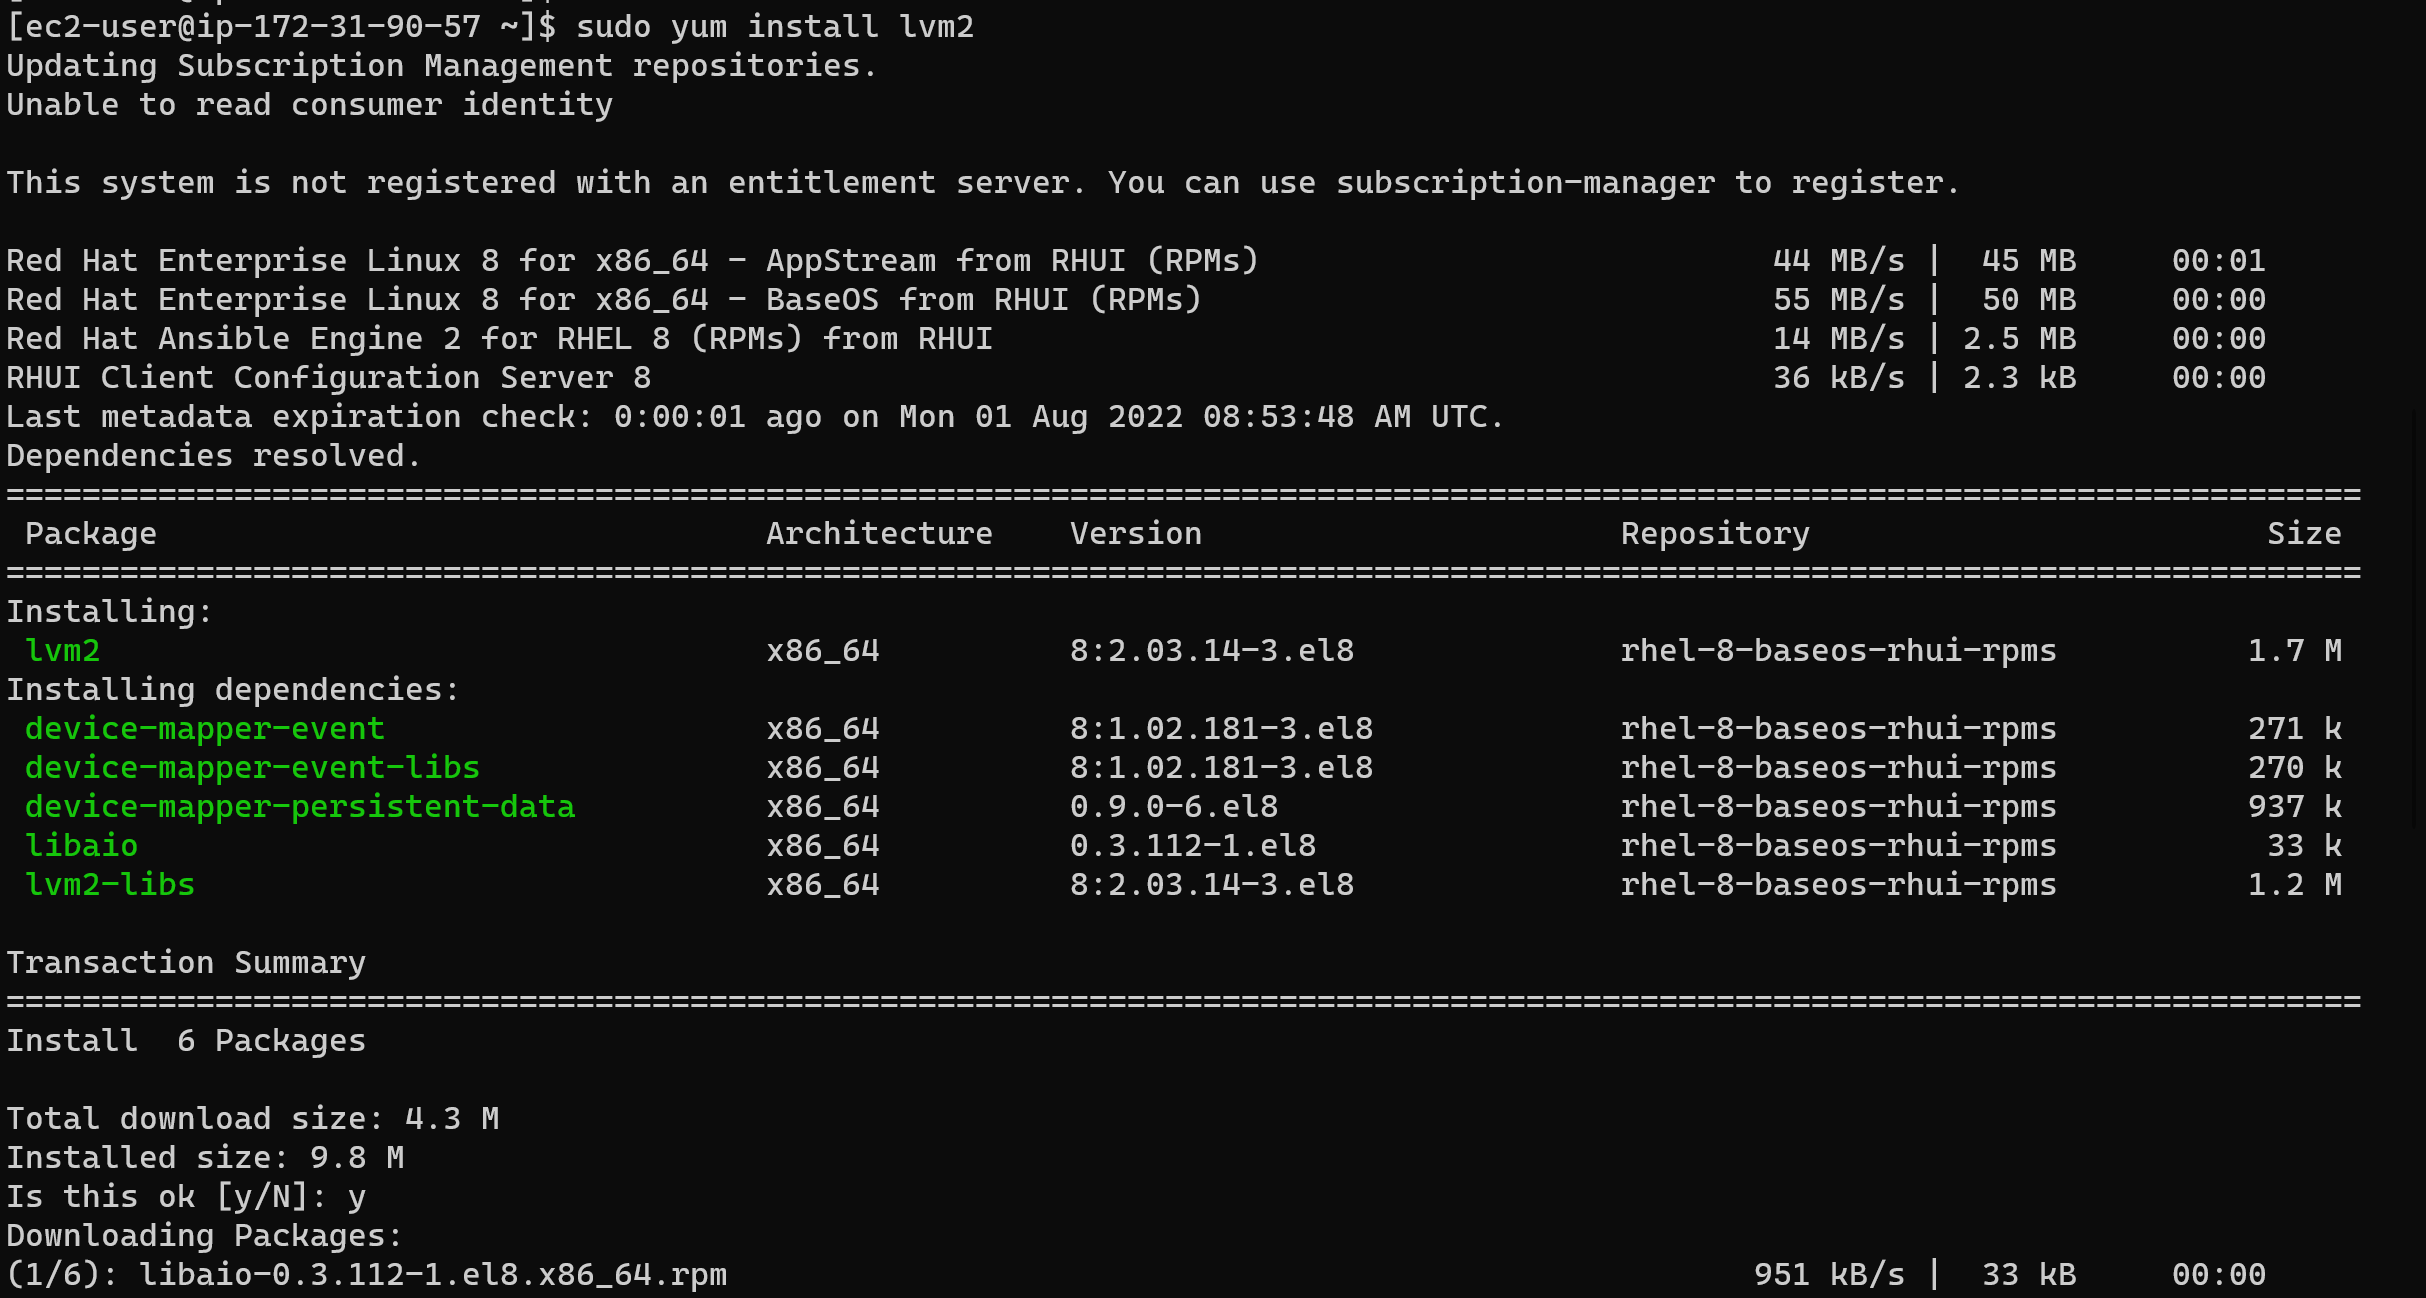 [ec2-user@ip-172-31-90-57 ~]$ sudo yum install lvm2
Updating Subscription Management repositories.
Unable to read consumer identity

This system is not registered with an entitlement server. You can use subscription-manager to register.

Red Hat Enterprise Linux 8 for x86_64 - AppStream from RHUI (RPMs)                           44 MB/s |  45 MB     00:01
Red Hat Enterprise Linux 8 for x86_64 - BaseOS from RHUI (RPMs)                              55 MB/s |  50 MB     00:00
Red Hat Ansible Engine 2 for RHEL 8 (RPMs) from RHUI                                         14 MB/s | 2.5 MB     00:00
RHUI Client Configuration Server 8                                                           36 kB/s | 2.3 kB     00:00
Last metadata expiration check: 0:00:01 ago on Mon 01 Aug 2022 08:53:48 AM UTC.
Dependencies resolved.
============================================================================================================================
 Package                                Architecture    Version                      Repository                        Size
============================================================================================================================
Installing:
 lvm2                                   x86_64          8:2.03.14-3.el8              rhel-8-baseos-rhui-rpms          1.7 M
Installing dependencies:
 device-mapper-event                    x86_64          8:1.02.181-3.el8             rhel-8-baseos-rhui-rpms          271 k
 device-mapper-event-libs               x86_64          8:1.02.181-3.el8             rhel-8-baseos-rhui-rpms          270 k
 device-mapper-persistent-data          x86_64          0.9.0-6.el8                  rhel-8-baseos-rhui-rpms          937 k
 libaio                                 x86_64          0.3.112-1.el8                rhel-8-baseos-rhui-rpms           33 k
 lvm2-libs                              x86_64          8:2.03.14-3.el8              rhel-8-baseos-rhui-rpms          1.2 M

Transaction Summary
============================================================================================================================
Install  6 Packages

Total download size: 4.3 M
Installed size: 9.8 M
Is this ok [y/N]: y
Downloading Packages:
(1/6): libaio-0.3.112-1.el8.x86_64.rpm                                                      951 kB/s |  33 kB     00:00